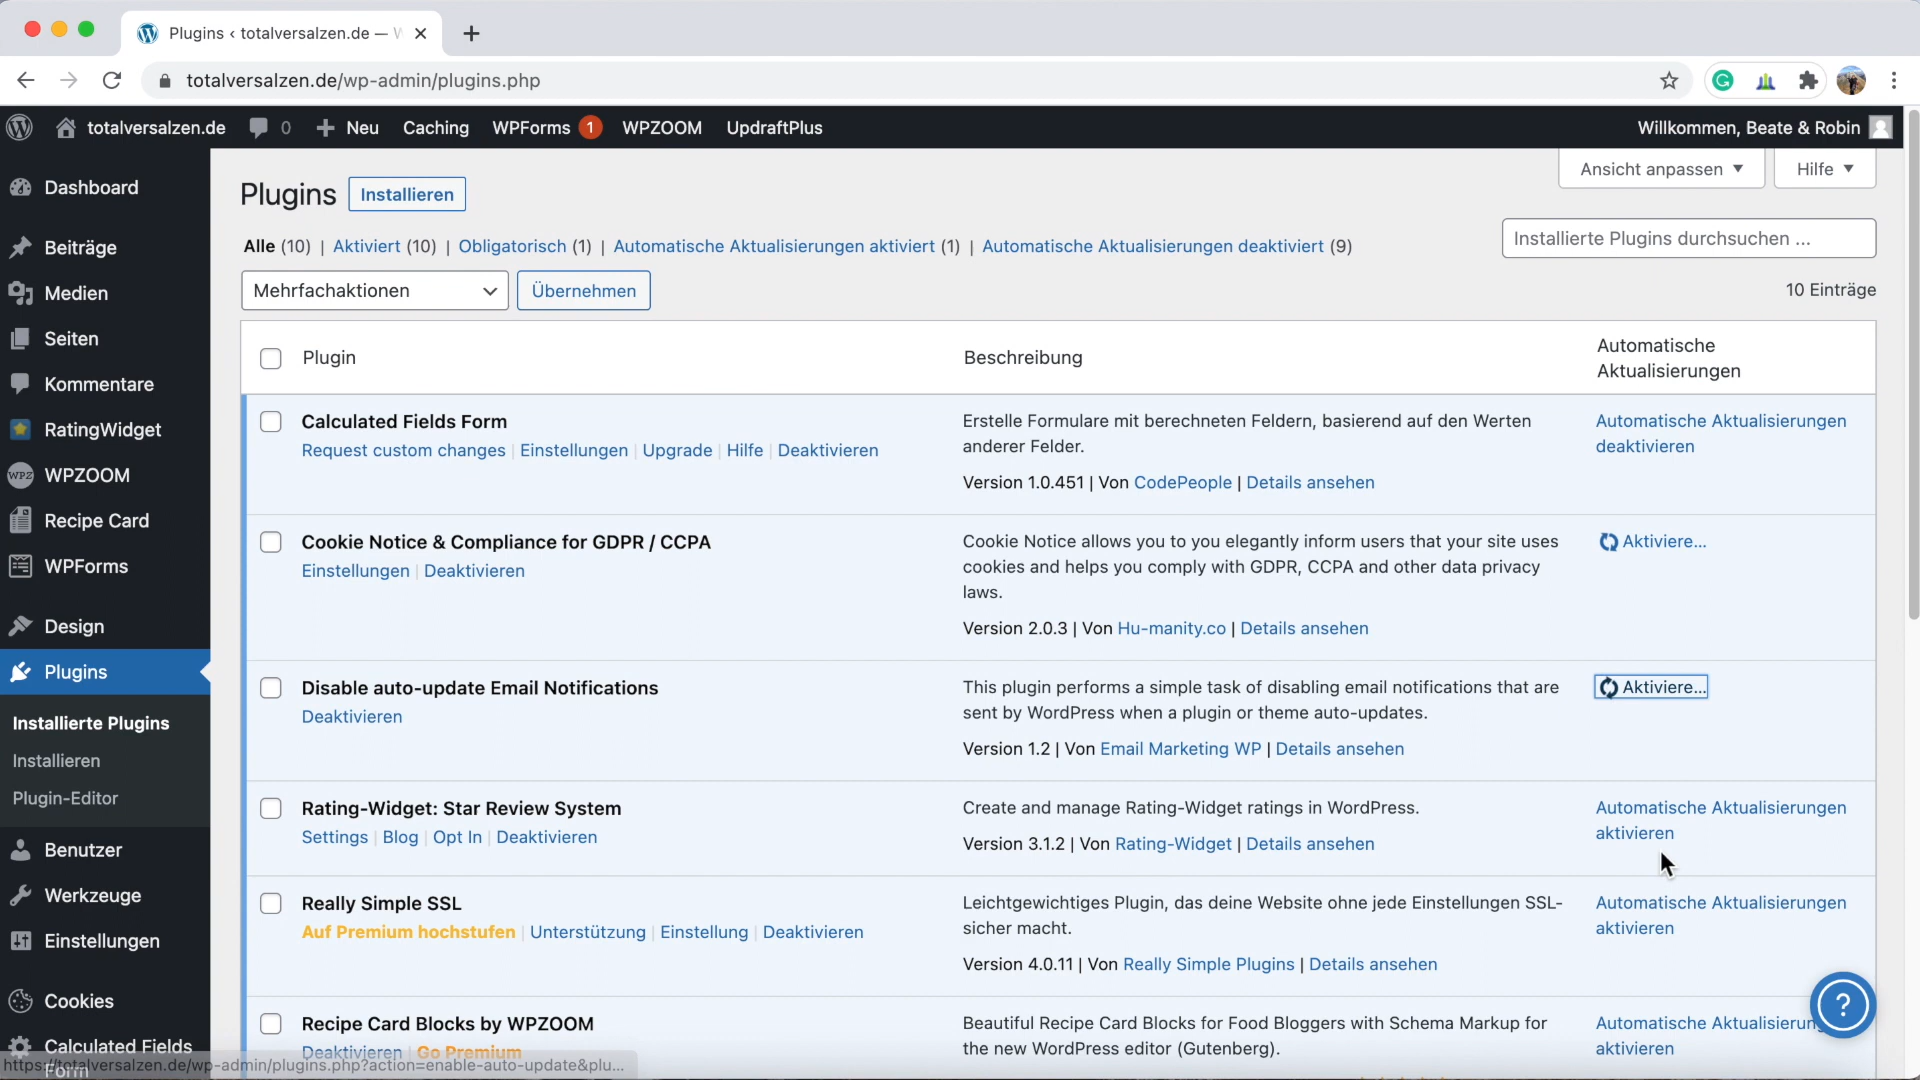 Plugins ‹ totalversalzen.de — W
totalversalzen.de/wp-admin/plugins.php
totalversalzen.de 0 Neu Caching WPForms 1 WPZOOM UpdraftPlus Willkommen, Beate & Robin
Ansicht anpassen Hilfe
Plugins Installieren
Alle (10) | Aktiviert (10) | Obligatorisch (1) | Automatische Aktualisierungen aktiviert (1) | Automatische Aktualisierungen deaktiviert (9)
Installierte Plugins durchsuchen ...
Mehrfachaktionen Übernehmen 10 Einträge
Dashboard
Beiträge
Medien
Seiten
Kommentare
RatingWidget
WPZ WPZOOM
Recipe Card
WPForms
Design
Plugins
Installierte Plugins
Installieren
Plugin-Editor
Benutzer
Werkzeuge
Einstellungen
Cookies
Calculated Fields
Form
Plugin Beschreibung Automatische
Aktualisierungen
Calculated Fields Form
Request custom changes | Einstellungen | Upgrade | Hilfe | Deaktivieren
Erstelle Formulare mit berechneten Feldern, basierend auf den Werten
anderer Felder.
Version 1.0.451 | Von CodePeople | Details ansehen
Automatische Aktualisierungen
deaktivieren
Cookie Notice & Compliance for GDPR / CCPA
Einstellungen | Deaktivieren
Cookie Notice allows you to you elegantly inform users that your site uses
cookies and helps you comply with GDPR, CCPA and other data privacy
laws.
Version 2.0.3 | Von Hu-manity.co | Details ansehen
Aktiviere...
Disable auto-update Email Notifications
Deaktivieren
This plugin performs a simple task of disabling email notifications that are
sent by WordPress when a plugin or theme auto-updates.
Version 1.2 | Von Email Marketing WP | Details ansehen
Aktiviere...
Rating-Widget: Star Review System
Settings | Blog | Opt In | Deaktivieren
Create and manage Rating-Widget ratings in WordPress.
Version 3.1.2 | Von Rating-Widget | Details ansehen
Automatische Aktualisierungen
aktivieren
Really Simple SSL
Auf Premium hochstufen | Unterstützung | Einstellung | Deaktivieren
Leichtgewichtiges Plugin, das deine Website ohne jede Einstellungen SSL-
sicher macht.
Version 4.0.11 | Von Really Simple Plugins | Details ansehen
Automatische Aktualisierungen
aktivieren
Recipe Card Blocks by WPZOOM
Deaktivieren | Go Premium
Beautiful Recipe Card Blocks for Food Bloggers with Schema Markup for
the new WordPress editor (Gutenberg).
Automatische
aktivieren
?
https://totalversalzen.de/wp-admin/plugins.php?action=enable-auto-update&plu...